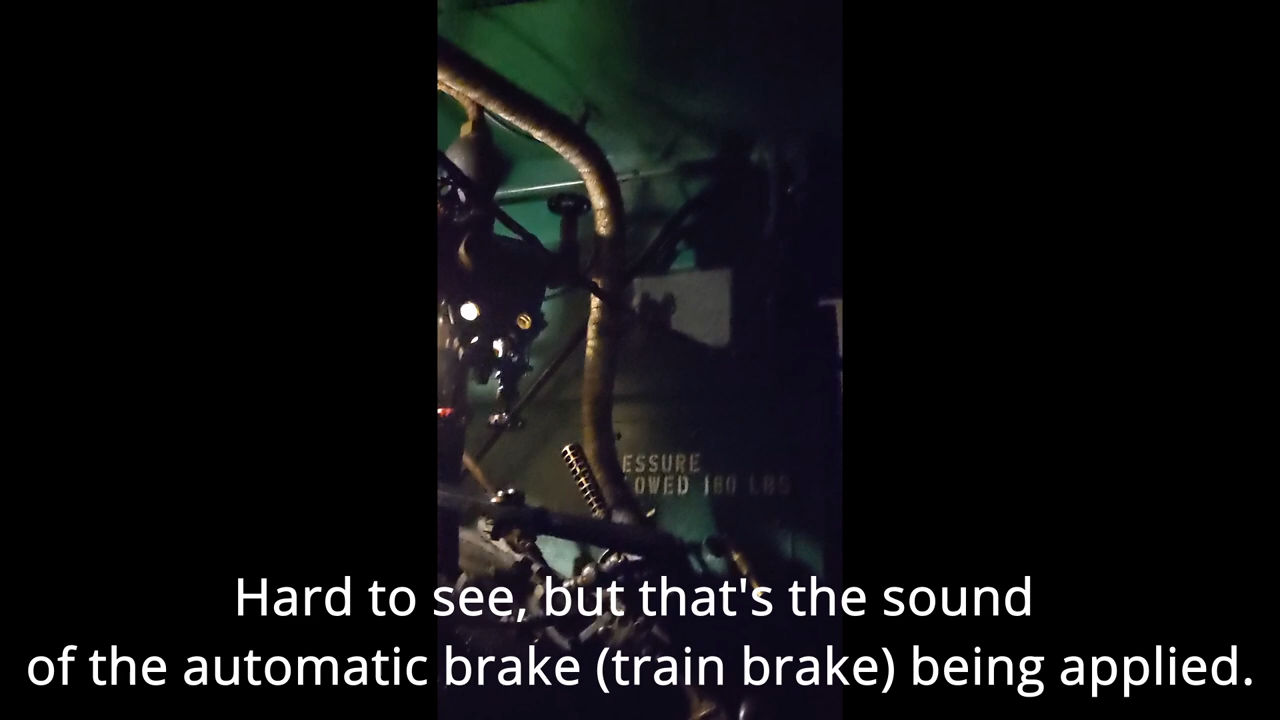 ESSURE
OWED 180 LBS
Hard to see, but that's the sound
of the automatic brake (train brake) being applied.